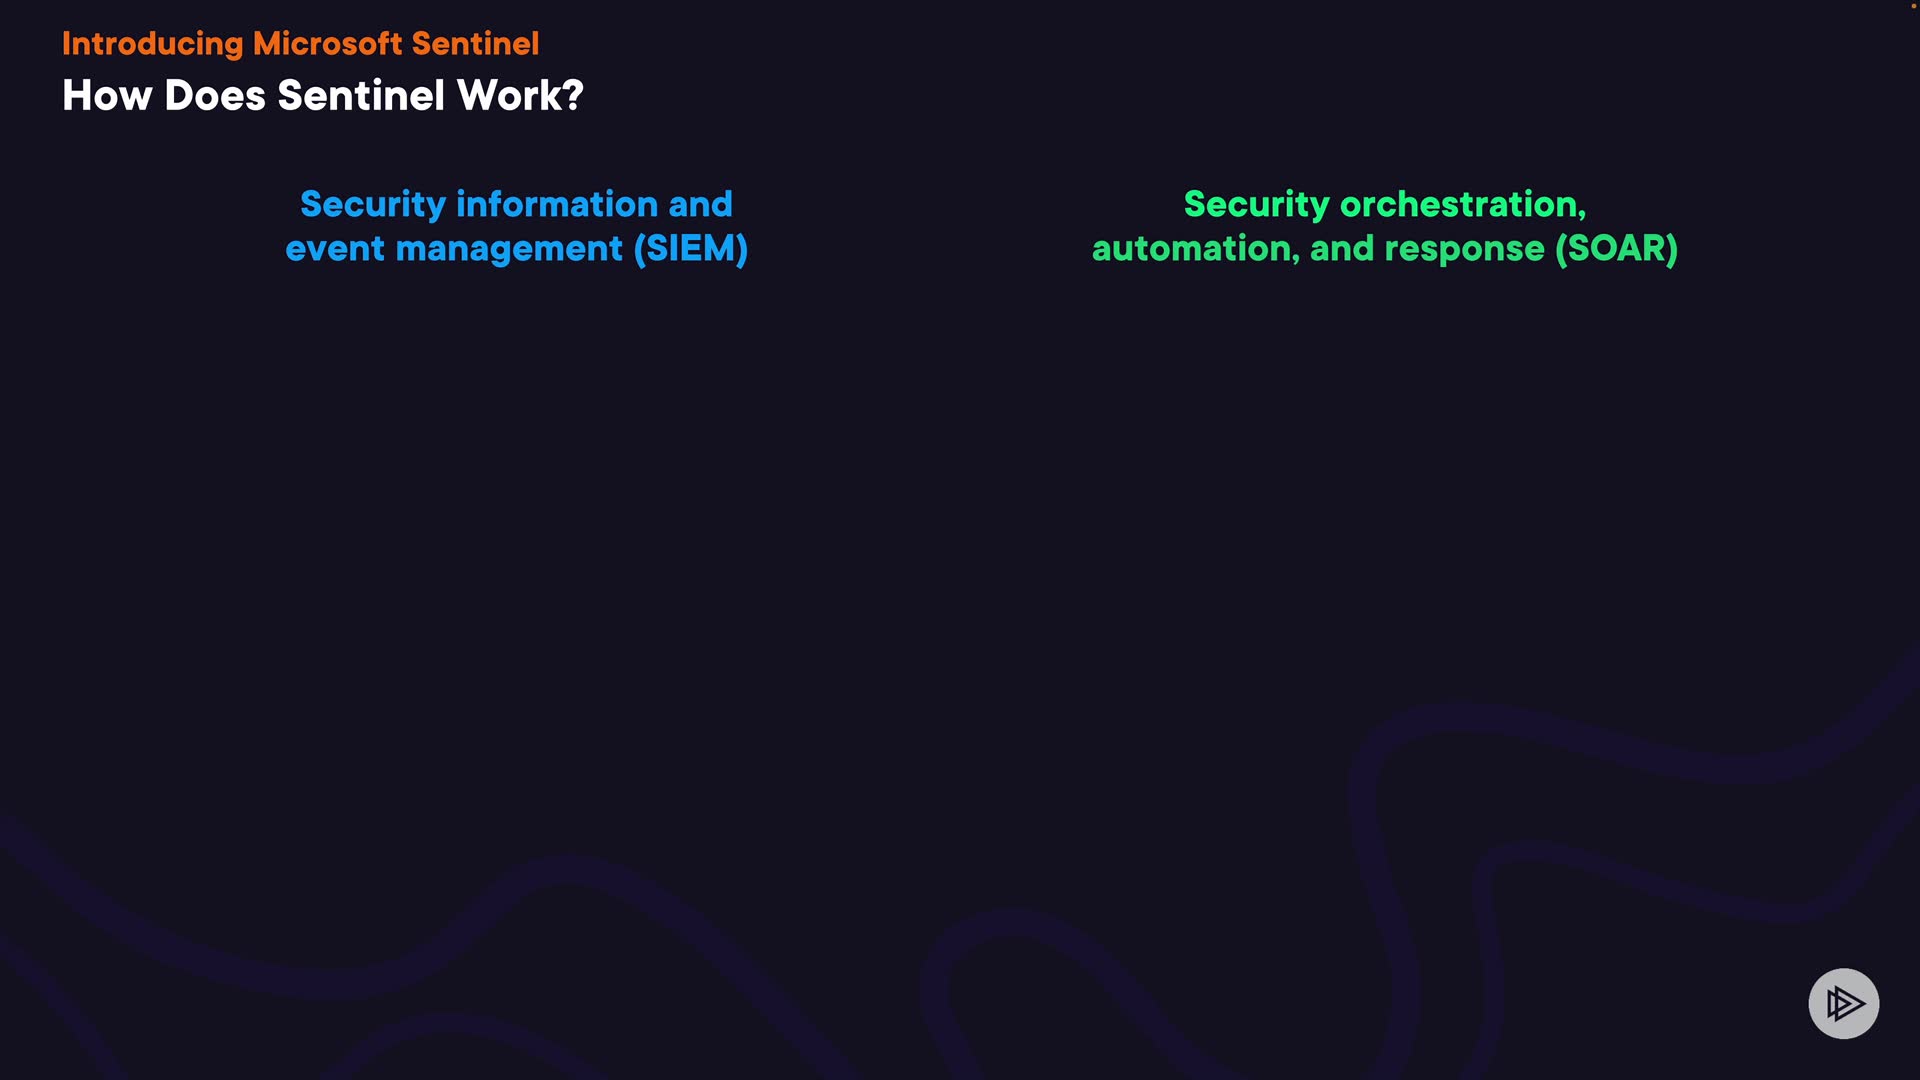 Introducing Microsoft Sentinel
How Does Sentinel Work?
Security information and
event management (SIEM)
Security orchestration,
automation, and response (SOAR)